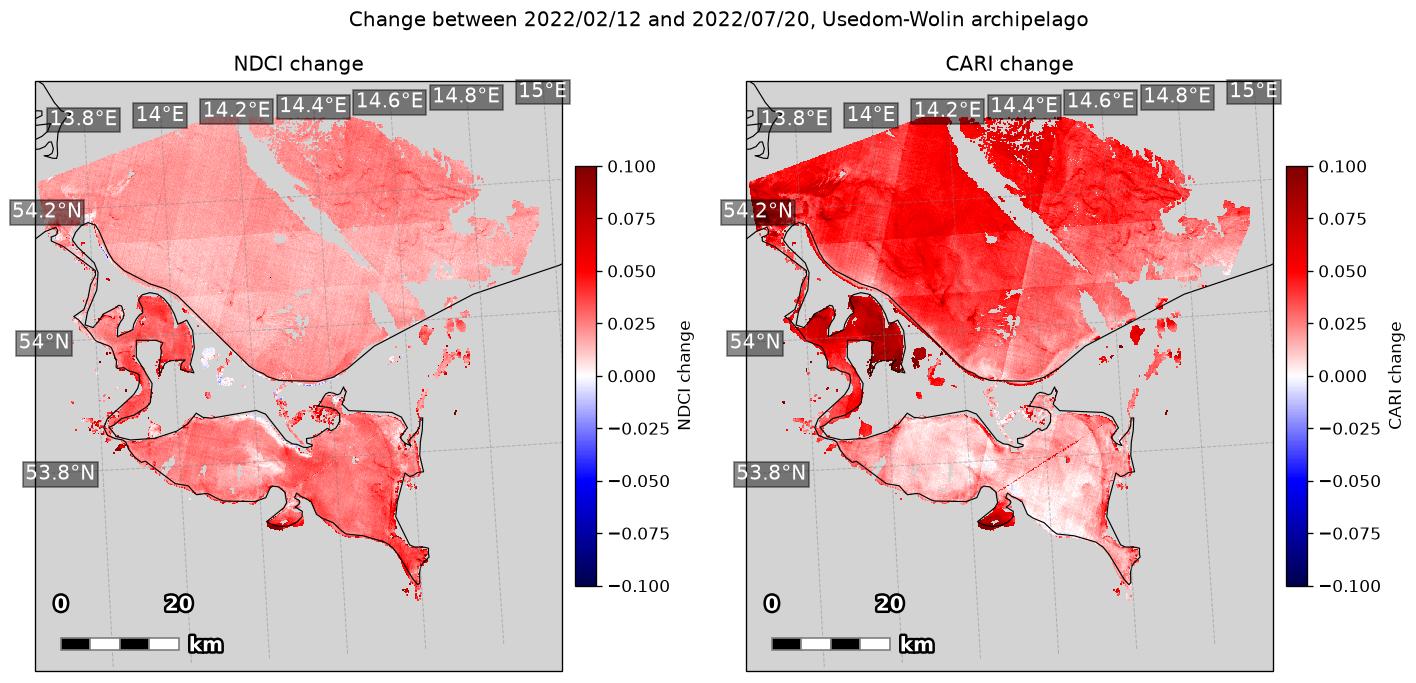 Change between 2022/02/12 and 2022/07/20, Usedom-Wolin archipelago
NDCI change
13.8°E 14°E 14.2°E 14.4°E 14.6°E 14.8°E 15°E
54.2°N
54°N
53.8°N
0 20
km
0.100
0.075
0.050
0.025
0.000
−0.025
−0.050
−0.075
−0.100
NDCI change
CARI change
13.8°E 14°E 14.2°E 14.4°E 14.6°E 14.8°E 15°E
54.2°N
54°N
53.8°N
0 20
km
0.100
0.075
0.050
0.025
0.000
−0.025
−0.050
−0.075
−0.100
CARI change